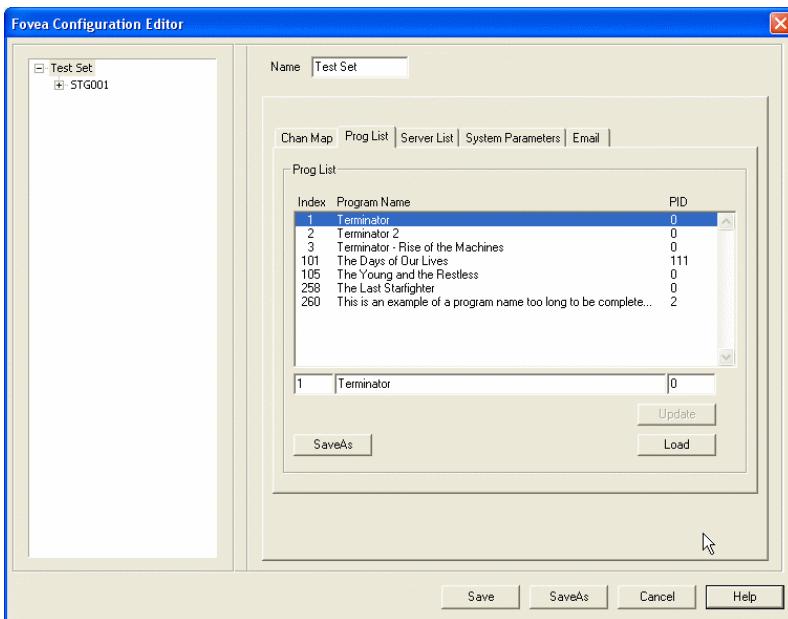 Fovea Configuration Editor
Test Set
STG001
Name Test Set
Chan Map Prog List Server List System Parameters Email
Prog List
Index Program Name PID
1 Terminator 0
2 Terminator 2 0
3 Terminator - Rise of the Machines 0
101 The Days of Our Lives 111
105 The Young and the Restless 0
258 The Last Starfighter 0
260 This is an example of a program name too long to be complete... 2
1 Terminator 0
Update
SaveAs Load
Save SaveAs Cancel Help